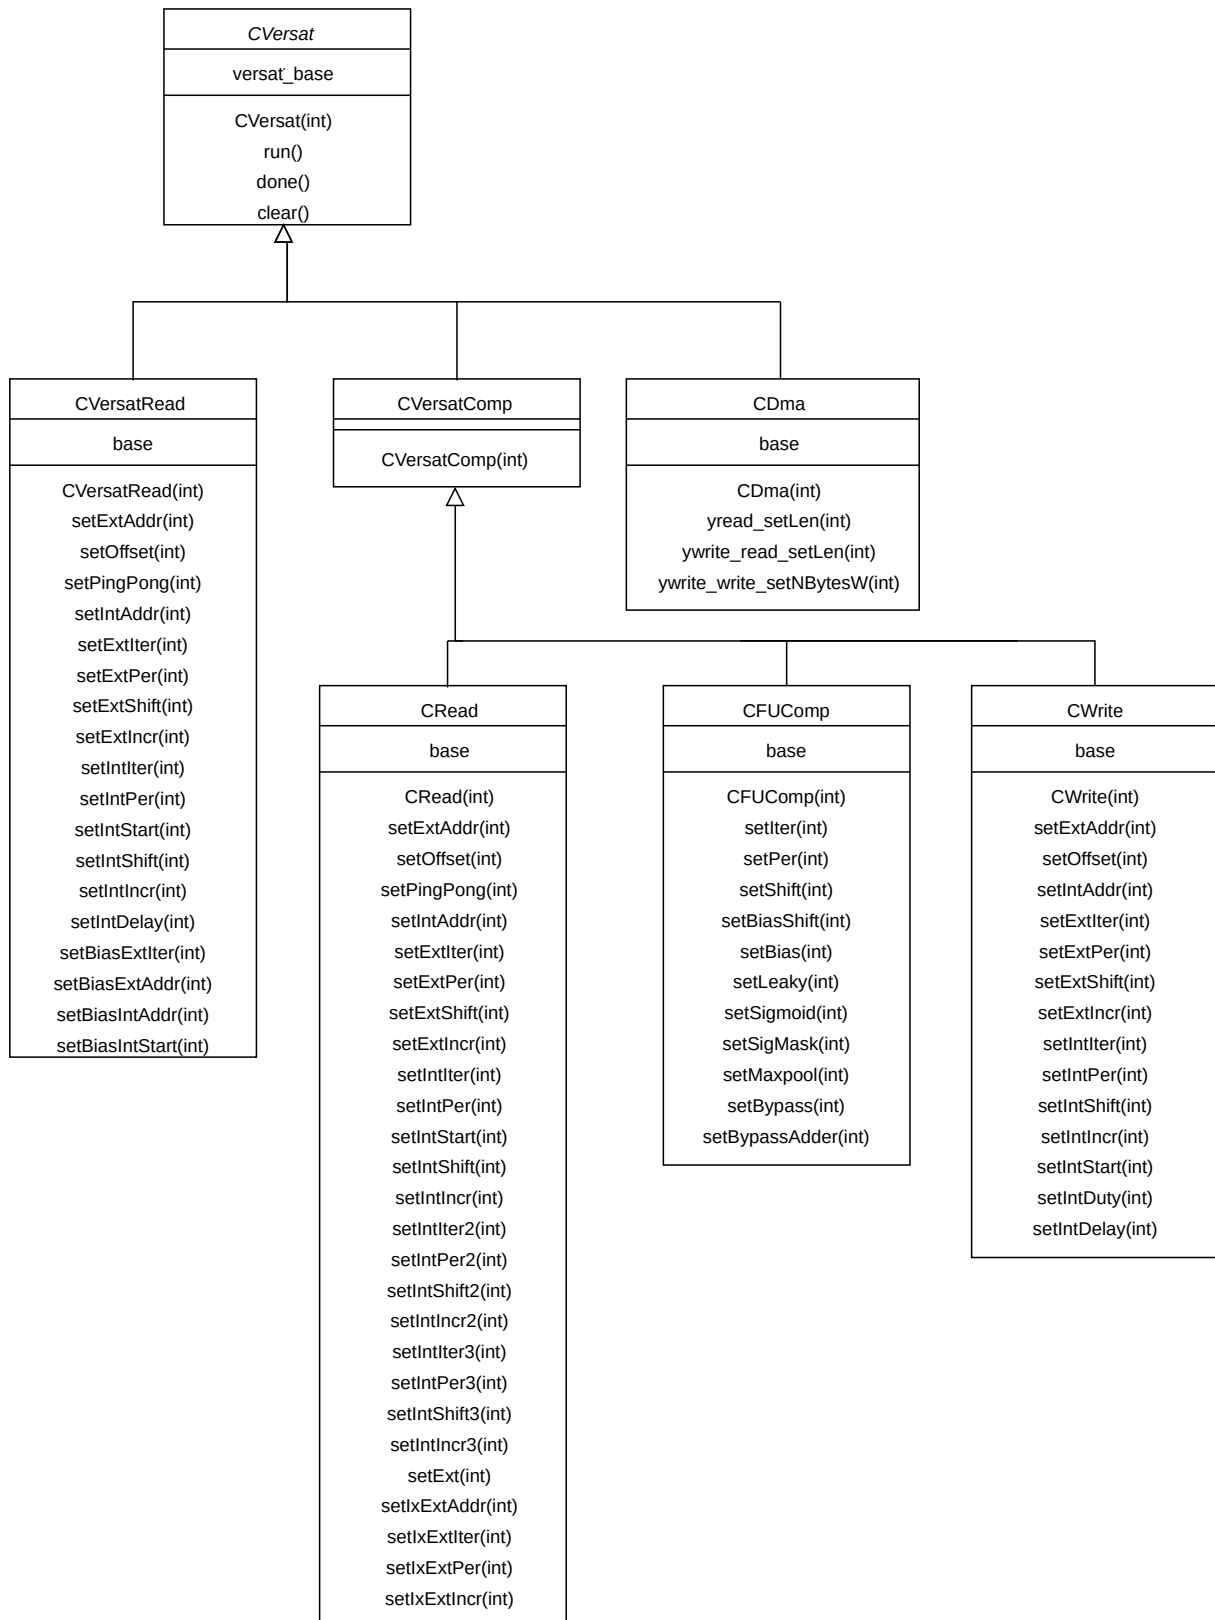 CVersat
versat_base
CVersat(int)
run()
done()
clear()
CVersatRead
base
CVersatRead(int)
setExtAddr(int)
setOffset(int)
setPingPong(int)
setIntAddr(int)
setExtIter(int)
setExtPer(int)
setExtShift(int)
setExtIncr(int)
setIntIter(int)
setIntPer(int)
setIntStart(int)
setIntShift(int)
setIntIncr(int)
setIntDelay(int)
setBiasExtIter(int)
setBiasExtAddr(int)
setBiasIntAddr(int)
setBiasIntStart(int)
CVersatComp
CVersatComp(int)
CDma
base
CDma(int)
yread_setLen(int)
ywrite_read_setLen(int)
ywrite_write_setNBytesW(int)
CRead
base
CRead(int)
setExtAddr(int)
setOffset(int)
setPingPong(int)
setIntAddr(int)
setExtIter(int)
setExtPer(int)
setExtShift(int)
setExtIncr(int)
setIntIter(int)
setIntPer(int)
setIntStart(int)
setIntShift(int)
setIntIncr(int)
setIntIter2(int)
setIntPer2(int)
setIntShift2(int)
setIntIncr2(int)
setIntIter3(int)
setIntPer3(int)
setIntShift3(int)
setIntIncr3(int)
setExt(int)
setIxExtAddr(int)
setIxExtIter(int)
setIxExtPer(int)
setIxExtIncr(int)
CFUComp
base
CFUComp(int)
setIter(int)
setPer(int)
setShift(int)
setBiasShift(int)
setBias(int)
setLeaky(int)
setSigmoid(int)
setSigMask(int)
setMaxpool(int)
setBypass(int)
setBypassAdder(int)
CWrite
base
CWrite(int)
setExtAddr(int)
setOffset(int)
setIntAddr(int)
setExtIter(int)
setExtPer(int)
setExtShift(int)
setExtIncr(int)
setIntIter(int)
setIntPer(int)
setIntShift(int)
setIntIncr(int)
setIntStart(int)
setIntDuty(int)
setIntDelay(int)